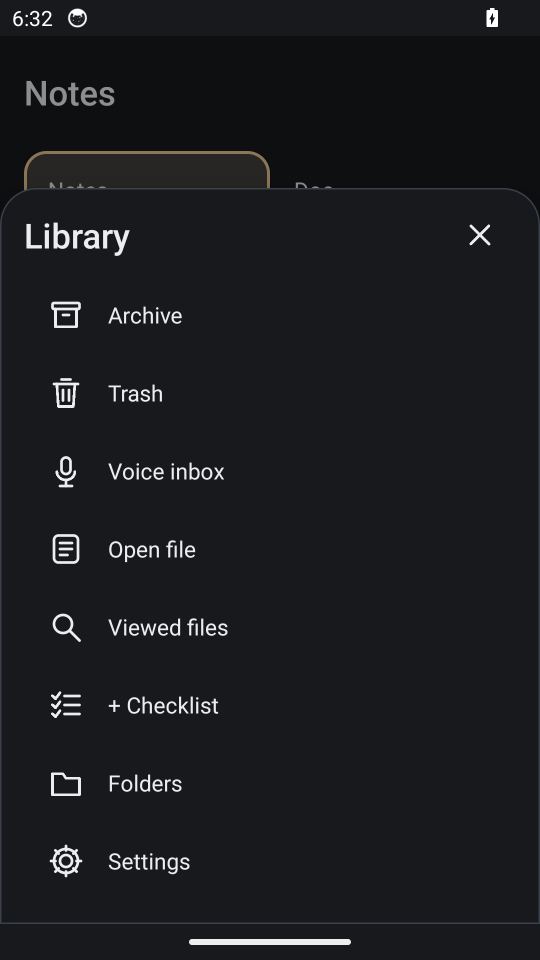 6:32
Notes
Library
Archive
Trash
Voice inbox
Open file
Viewed files
+ Checklist
Folders
Settings